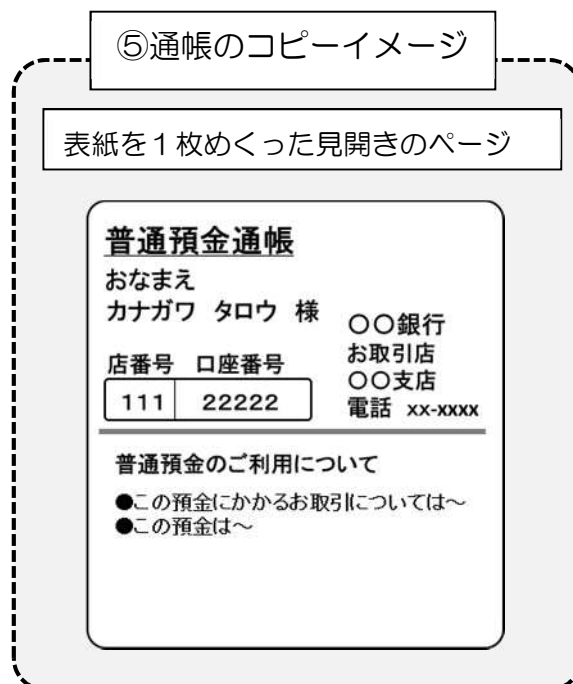 ⑤通帳のコピーイメージ
表紙を１枚めくった見開きのページ
普通預金通帳
おなまえ
カナガワ タロウ 様
店番号 口座番号
111 22222
〇〇銀行
お取引店
〇〇支店
電話 xx-xxxx
普通預金のご利用について
●この預金にかかるお取引については～
●この預金は～